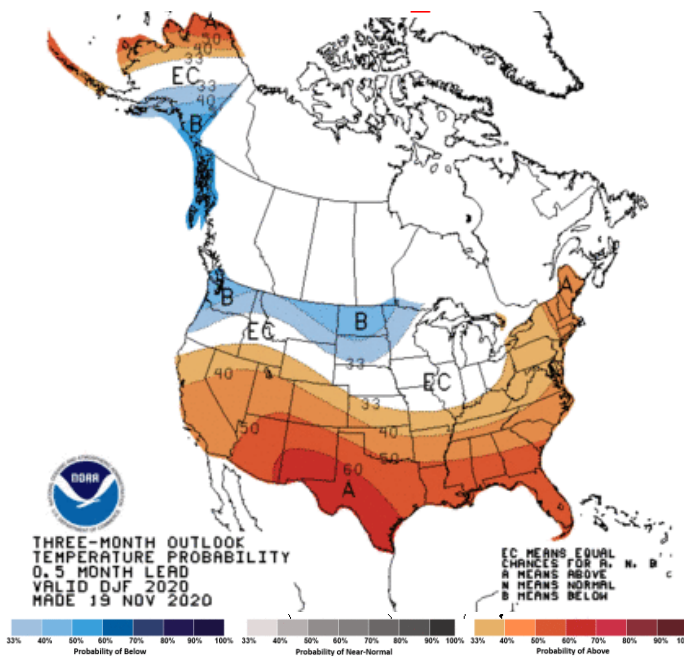 A
50
40
33
EC
33
40
B
B
B
A
EC
33
EC
40
33
40
50
50
60
A
NOAA
THREE-MONTH OUTLOOK
TEMPERATURE PROBABILITY
0.5 MONTH LEAD
VALID DJF 2020
MADE 19 NOV 2020
EC MEANS EQUAL
CHANCES FOR A, N, B
A MEANS ABOVE
N MEANS NORMAL
B MEANS BELOW
33% 40% 50% 60% 70% 80% 90% 100%
Probability of Below
33% 40% 50% 60% 70% 80% 90% 100%
Probability of Near-Normal
33% 40% 50% 60% 70% 80% 90% 100%
Probability of Above